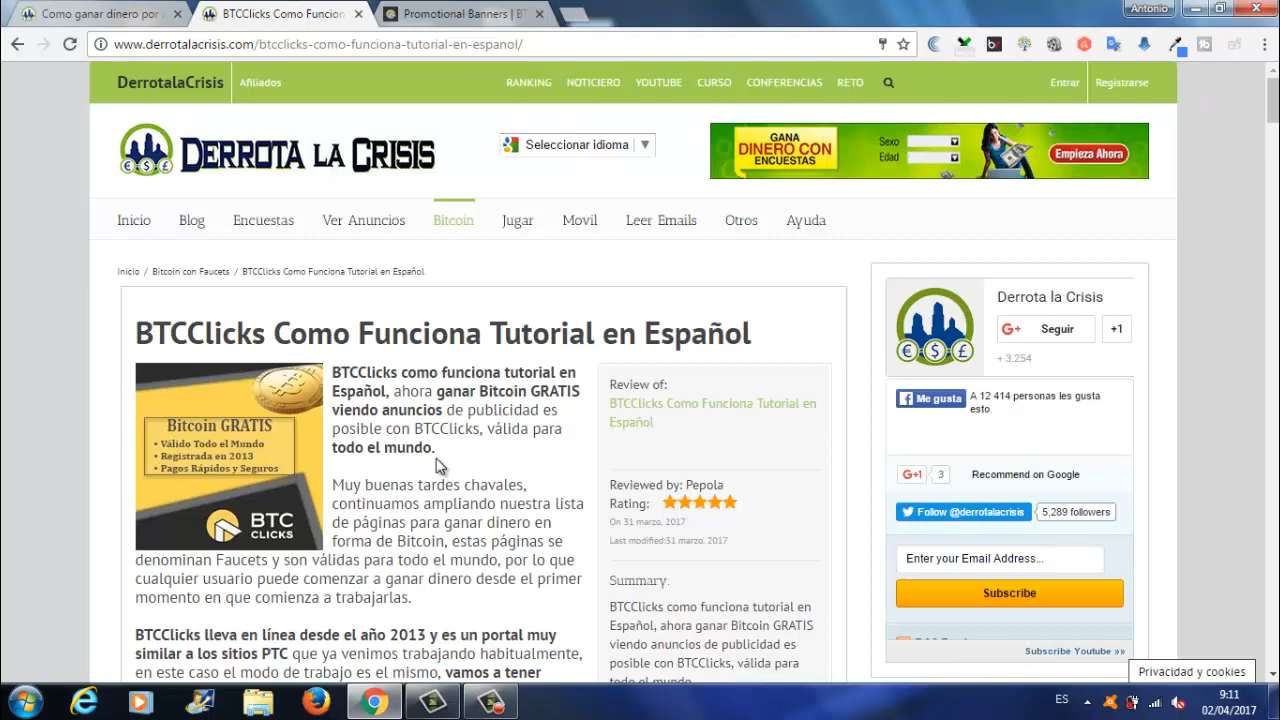 Como ganar dinero por
BTCClicks Como Funcion
Promotional Banners | BT
Antonio
www.derrotalacrisis.com/btcclicks-como-funciona-tutorial-en-espanol/
DerrotalaCrisis
Afiliados
RANKING
NOTICIERO
YOUTUBE
CURSO
CONFERENCIAS
RETO
Entrar
Registrarse
DERROTA LA CRISIS
Seleccionar idioma
GANA
DINERO CON
ENCUESTAS
Sexo
Edad
Empieza Ahora
Inicio
Blog
Encuestas
Ver Anuncios
Bitcoin
Jugar
Movil
Leer Emails
Otros
Ayuda
Inicio / Bitcoin con Faucets / BTCClicks Como Funciona Tutorial en Español
BTCClicks Como Funciona Tutorial en Español
Bitcoin GRATIS
• Válido Todo el Mundo
• Registrada en 2013
• Pagos Rápidos y Seguros
BTC
CLICKS
BTCClicks como funciona tutorial en
Español, ahora ganar Bitcoin GRATIS
viendo anuncios de publicidad es
posible con BTCClicks, válida para
todo el mundo.
Muy buenas tardes chavales,
continuamos ampliando nuestra lista
de páginas para ganar dinero en
forma de Bitcoin, estas páginas se
denominan Faucets y son válidas para todo el mundo, por lo que
cualquier usuario puede comenzar a ganar dinero desde el primer
momento en que comienza a trabajarlas.
BTCClicks lleva en línea desde el año 2013 y es un portal muy
similar a los sitios PTC que ya venimos trabajando habitualmente,
en este caso el modo de trabajo es el mismo, vamos a tener
Review of:
BTCClicks Como Funciona Tutorial en
Español
Reviewed by: Pepola
Rating:
On 31 marzo, 2017
Last modified:31 marzo, 2017
Summary:
BTCClicks como funciona tutorial en
Español, ahora ganar Bitcoin GRATIS
viendo anuncios de publicidad es
posible con BTCClicks, válida para
todo el mundo.
Derrota la Crisis
G+ Seguir
+1
+ 3.254
Me gusta
A 12 414 personas les gusta
esto.
G+1
3
Recommend on Google
Follow @derrotalacrisis
5,289 followers
Enter your Email Address...
Subscribe
Subscribe Youtube »»
Privacidad y cookies
ES
9:11
02/04/2017